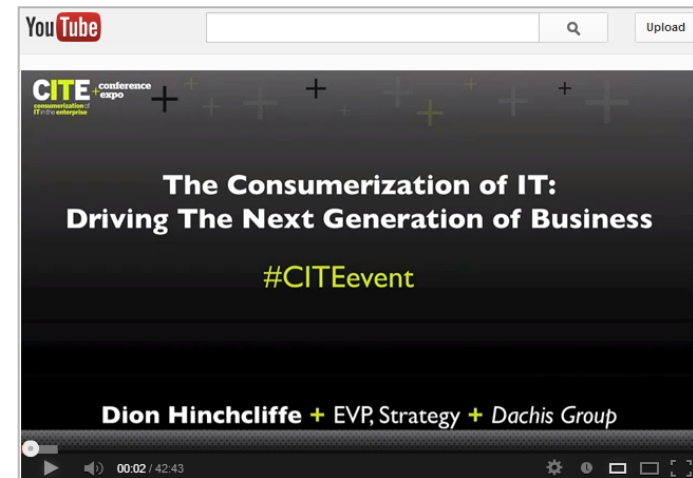 YouTube
Upload
CITE + conference expo
consumerization of
IT in the enterprise
The Consumerization of IT:
Driving The Next Generation of Business
#CITEevent
Dion Hinchcliffe + EVP, Strategy + Dachis Group
00:02 / 42:43